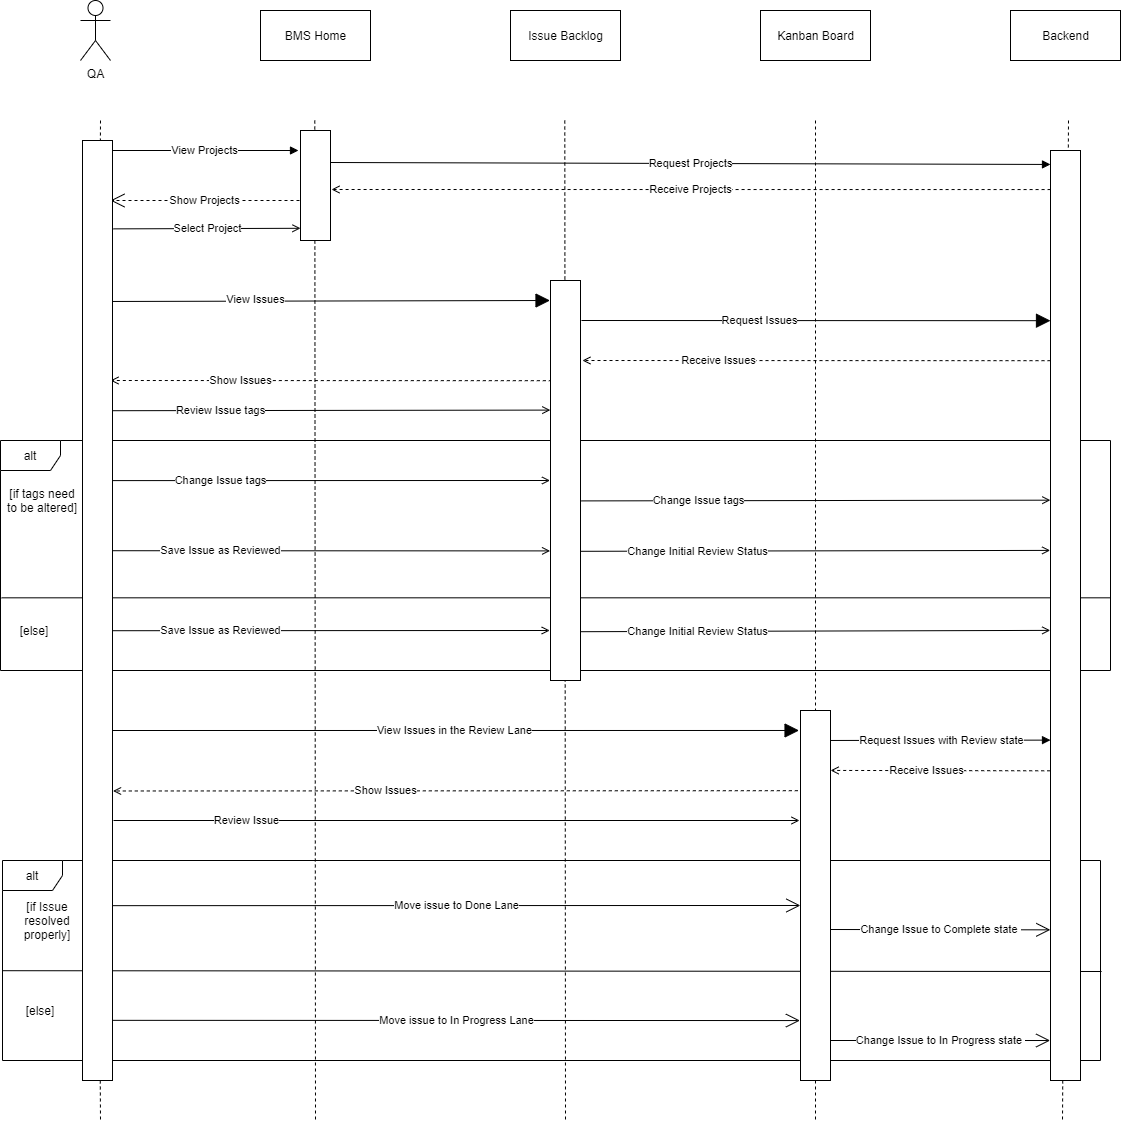 QA
BMS Home
Issue Backlog
Kanban Board
Backend
View Projects
Request Projects
Receive Projects
Show Projects
Select Project
View Issues
Request Issues
Receive Issues
Show Issues
Review Issue tags
alt
[if tags need
to be altered]
Change Issue tags
Change Issue tags
Save Issue as Reviewed
Change Initial Review Status
[else]
Save Issue as Reviewed
Change Initial Review Status
View Issues in the Review Lane
Request Issues with Review state
Receive Issues
Show Issues
Review Issue
alt
[if Issue
resolved
properly]
Move issue to Done Lane
Change Issue to Complete state
[else]
Move issue to In Progress Lane
Change Issue to In Progress state